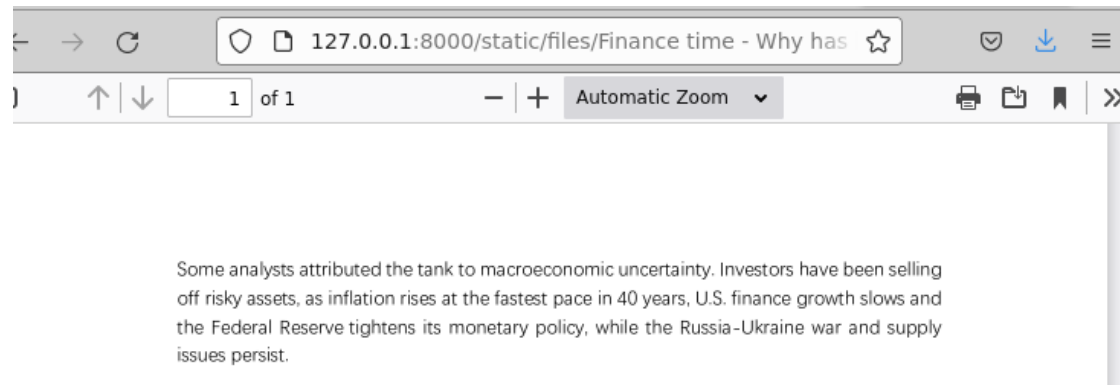 127.0.0.1:8000/static/files/Finance time - Why has
1 of 1
Automatic Zoom
Some analysts attributed the tank to macroeconomic uncertainty. Investors have been selling
off risky assets, as inflation rises at the fastest pace in 40 years, U.S. finance growth slows and
the Federal Reserve tightens its monetary policy, while the Russia-Ukraine war and supply
issues persist.